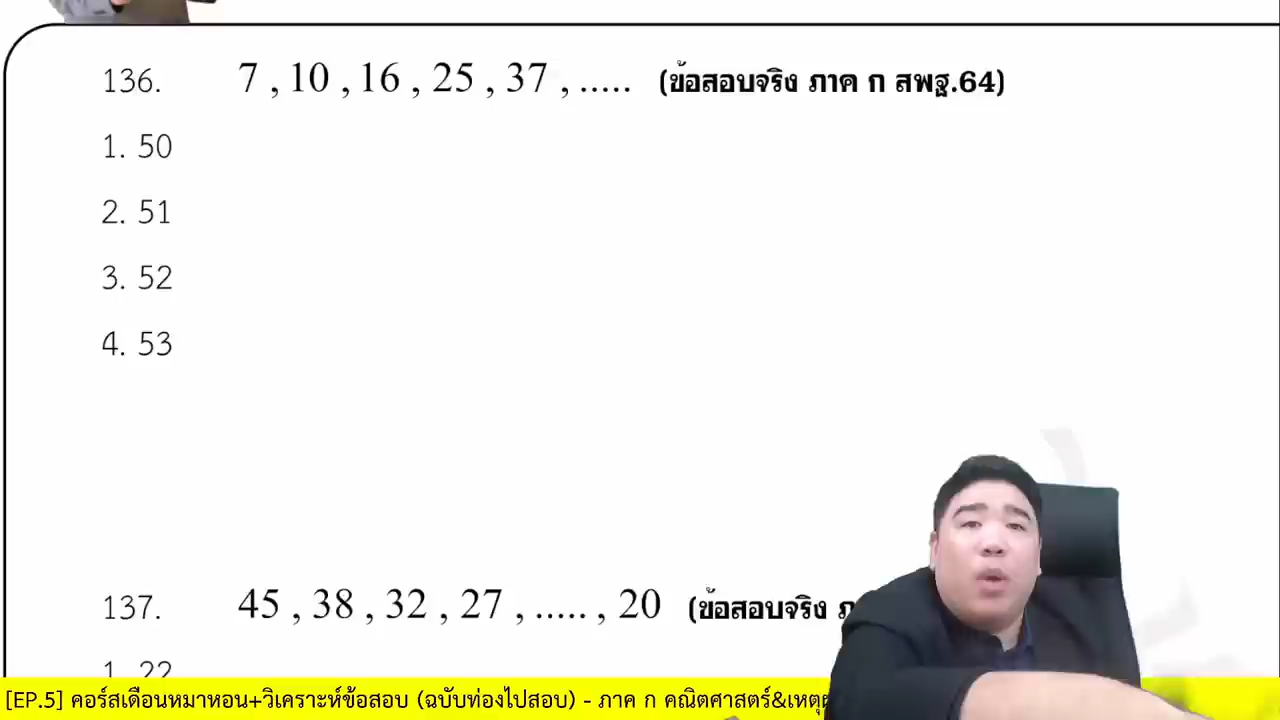 136. 7 , 10 , 16 , 25 , 37 , ..... (ข้อสอบจริง ภาค ก สพฐ.64)
1. 50
2. 51
3. 52
4. 53
137. 45 , 38 , 32 , 27 , ..... , 20 (ข้อสอบจริง
1. 22
[EP.5] คอร์สเดือนหมาหอน+วิเคราะห์ข้อสอบ (ฉบับท่องไปสอบ) - ภาค ก คณิตศาสตร์&